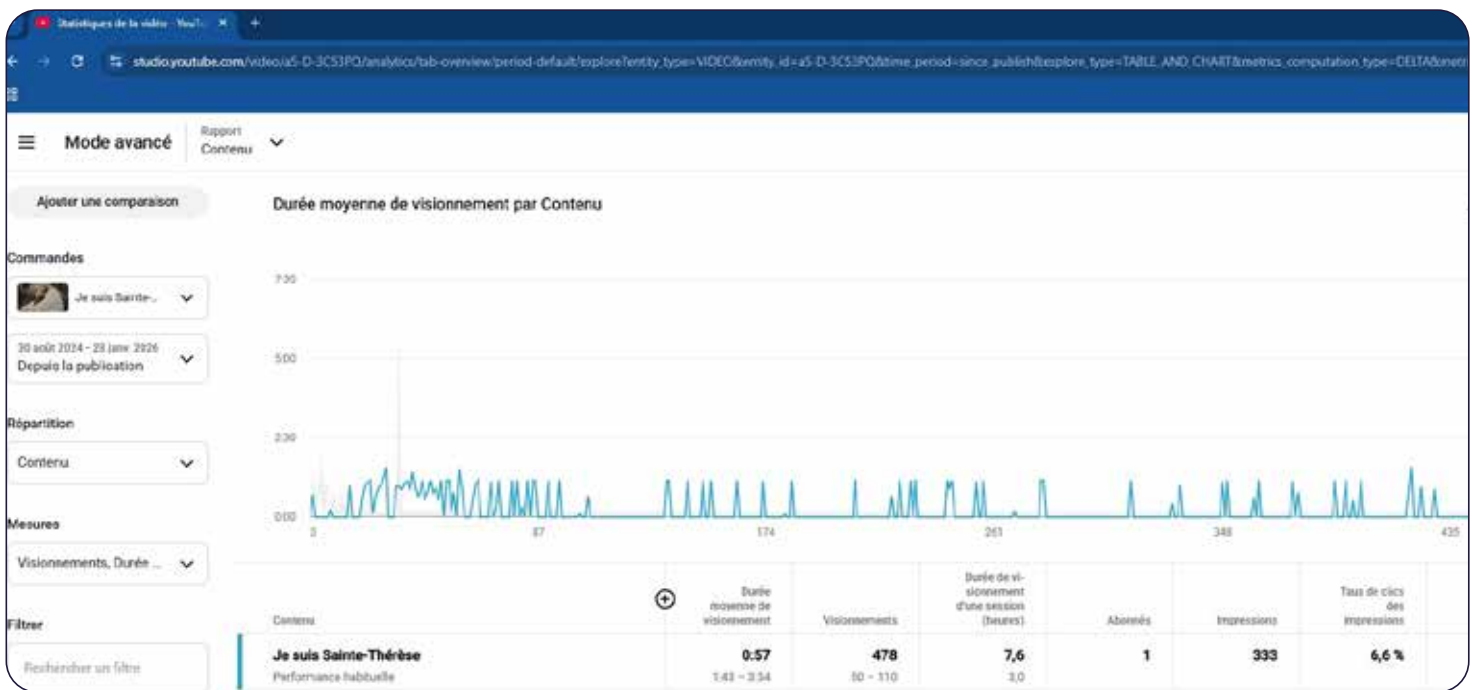 Statistiques de la vidéo - YouT
studio.youtube.com/video/a5-D-3CS3PQ/analytics/tab-overview/period-default/explore?entity_type=VIDEO&entity_id=a5-D-3CS3PQ&time_period=since_publish&explore_type=TABLE_AND_CHART&metrics_computation_type=DELTA&metri
Mode avancé
Rapport
Contenu
Ajouter une comparaison
Durée moyenne de visionnement par Contenu
Commandes
Je suis Sainte-...
30 août 2024 – 28 janv. 2026
Depuis la publication
Répartition
Contenu
Mesures
Visionnements, Durée ...
Filtrer
Rechercher un filtre
7:30
5:00
2:30
0:00
0 87 174 261 348 435
Contenu
Durée
moyenne de
visionnement
Visionnements
Durée de vi-
sionnement
d'une session
(heures)
Abonnés
Impressions
Taux de clics
des
impressions
Je suis Sainte-Thérèse 0:57 478 7,6 1 333 6,6 %
Performance habituelle 1:43 – 3:54 50 – 110 3,0